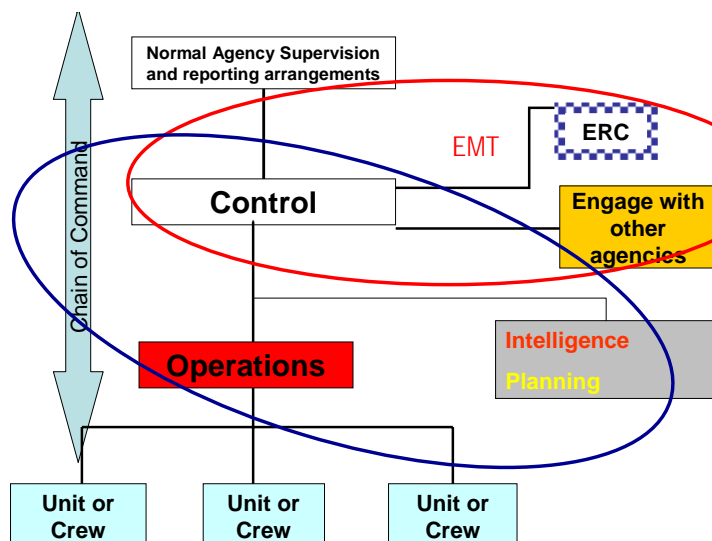 Normal Agency Supervision
and reporting arrangements
EMT
ERC
Chain of Command
Control
Engage with
other
agencies
Operations
Intelligence
Planning
Unit or
Crew
Unit or
Crew
Unit or
Crew